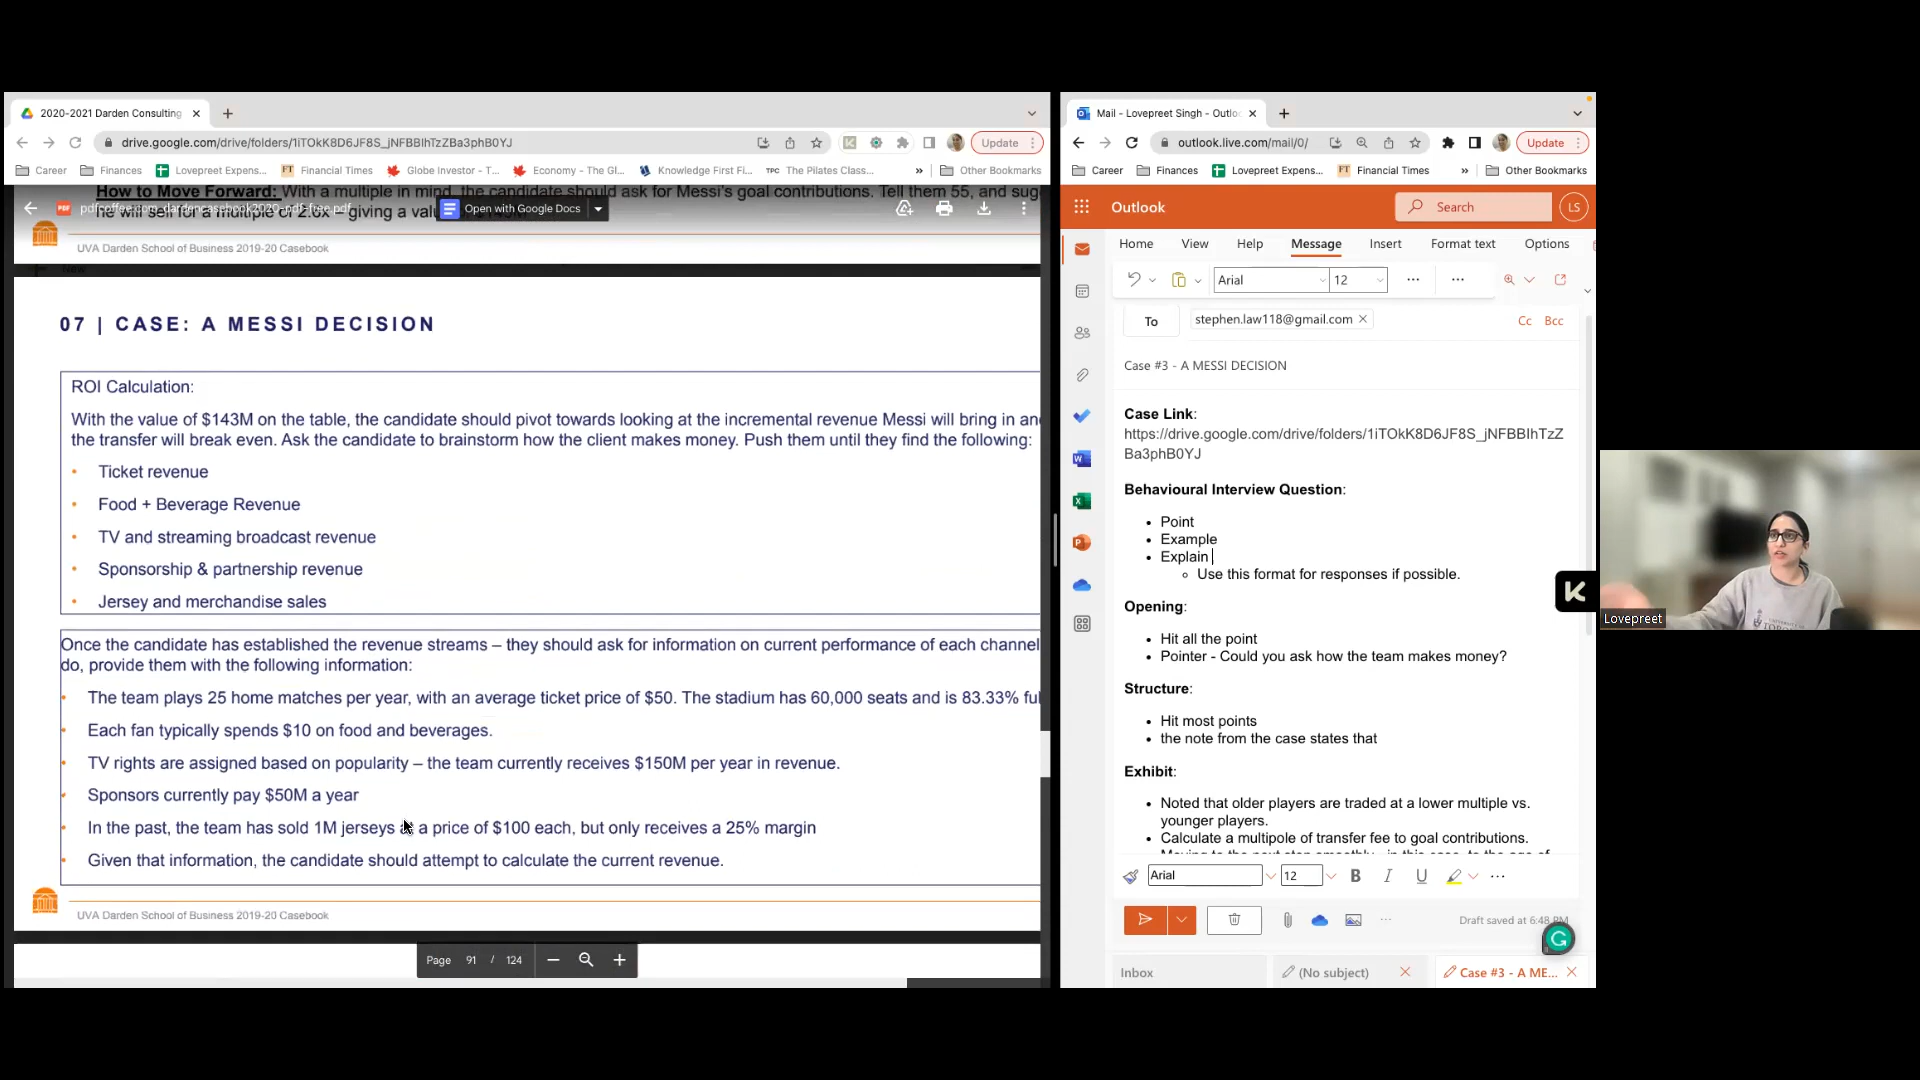 2020-2021 Darden Consulting
drive.google.com/drive/folders/1iTOkK8D6JF8S_jNFBBIhTzZBa3phB0YJ
Update
Career
Finances
Lovepreet Expens...
Financial Times
Globe Investor - T...
Economy - The Gl...
Knowledge First Fi...
TPC The Pilates Class...
»
Other Bookmarks
How to Move Forward: With a multiple in mind, the candidate should ask for Messi's goal contributions. Tell them 55, and sug
he will sell for a multiple of 2.6x – giving a valu
pdfcoffee.com_dardencasebook2020-pdf-free.pdf
Open with Google Docs
UVA Darden School of Business 2019-20 Casebook
07 | CASE: A MESSI DECISION
ROI Calculation:
With the value of $143M on the table, the candidate should pivot towards looking at the incremental revenue Messi will bring in an
the transfer will break even. Ask the candidate to brainstorm how the client makes money. Push them until they find the following:
• Ticket revenue
• Food + Beverage Revenue
• TV and streaming broadcast revenue
• Sponsorship & partnership revenue
• Jersey and merchandise sales
Once the candidate has established the revenue streams – they should ask for information on current performance of each channel
do, provide them with the following information:
• The team plays 25 home matches per year, with an average ticket price of $50. The stadium has 60,000 seats and is 83.33% ful
• Each fan typically spends $10 on food and beverages.
• TV rights are assigned based on popularity – the team currently receives $150M per year in revenue.
• Sponsors currently pay $50M a year
• In the past, the team has sold 1M jerseys a price of $100 each, but only receives a 25% margin
• Given that information, the candidate should attempt to calculate the current revenue.
UVA Darden School of Business 2019-20 Casebook
Page 91 / 124
Mail - Lovepreet Singh - Outloo
outlook.live.com/mail/0/
Update
Career
Finances
Lovepreet Expens...
Financial Times
»
Other Bookmarks
Outlook
Search
LS
Home
View
Help
Message
Insert
Format text
Options
Arial
12
To
stephen.law118@gmail.com
Cc
Bcc
Case #3 - A MESSI DECISION
Case Link:
https://drive.google.com/drive/folders/1iTOkK8D6JF8S_jNFBBIhTzZ
Ba3phB0YJ
Behavioural Interview Question:
• Point
• Example
• Explain
Use this format for responses if possible.
Opening:
• Hit all the point
• Pointer - Could you ask how the team makes money?
Structure:
• Hit most points
• the note from the case states that
Exhibit:
• Noted that older players are traded at a lower multiple vs.
younger players.
• Calculate a multipole of transfer fee to goal contributions.
Arial
12
B
I
U
Draft saved at 6:48 PM
Inbox
(No subject)
Case #3 - A ME...
K
Lovepreet